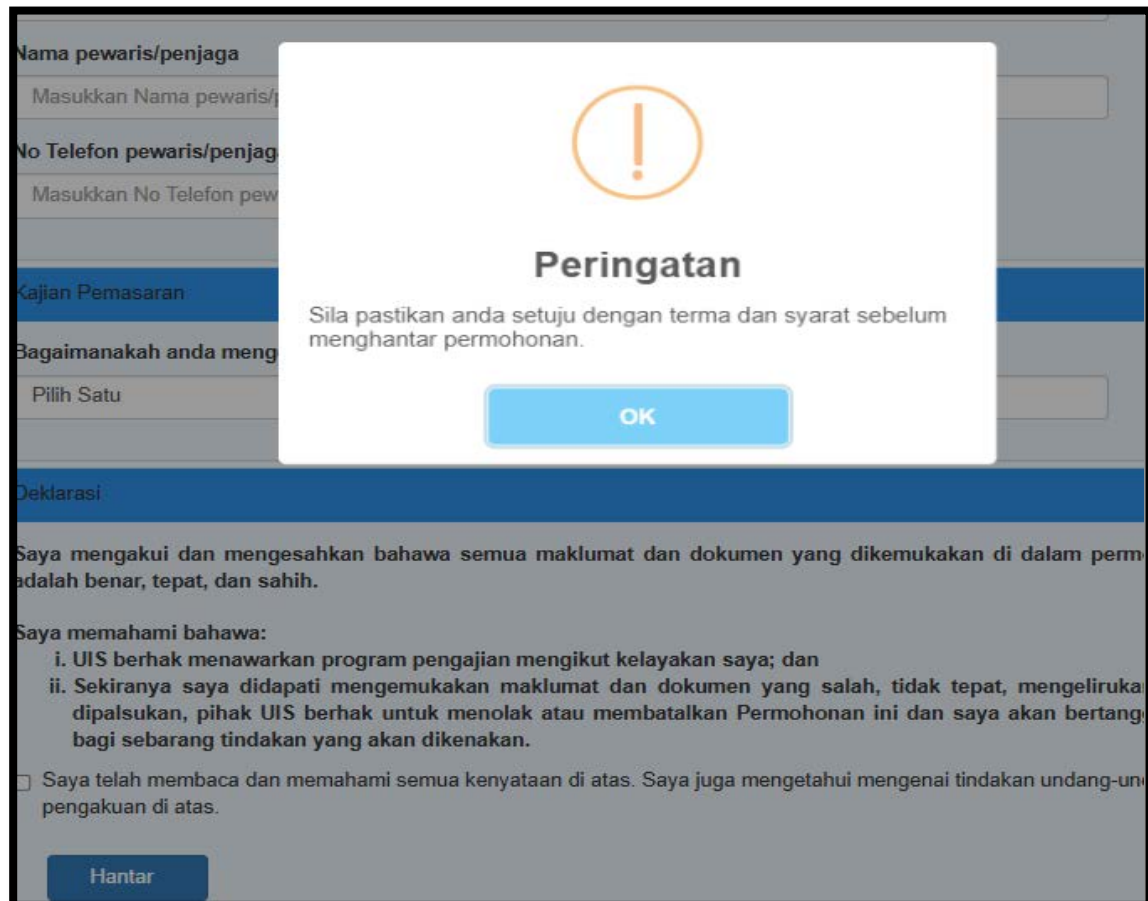 Nama pewaris/penjaga
Masukkan Nama pewaris/
No Telefon pewaris/penjag
Masukkan No Telefon pew
Peringatan
Sila pastikan anda setuju dengan terma dan syarat sebelum
menghantar permohonan.
OK
Kajian Pemasaran
Bagaimanakah anda meng
Pilih Satu
Deklarasi
Saya mengakui dan mengesahkan bahawa semua maklumat dan dokumen yang dikemukakan di dalam perm
adalah benar, tepat, dan sahih.
Saya memahami bahawa:
i. UIS berhak menawarkan program pengajian mengikut kelayakan saya; dan
ii. Sekiranya saya didapati mengemukakan maklumat dan dokumen yang salah, tidak tepat, mengeliruka
dipalsukan, pihak UIS berhak untuk menolak atau membatalkan Permohonan ini dan saya akan bertang
bagi sebarang tindakan yang akan dikenakan.
Saya telah membaca dan memahami semua kenyataan di atas. Saya juga mengetahui mengenai tindakan undang-un
pengakuan di atas.
Hantar